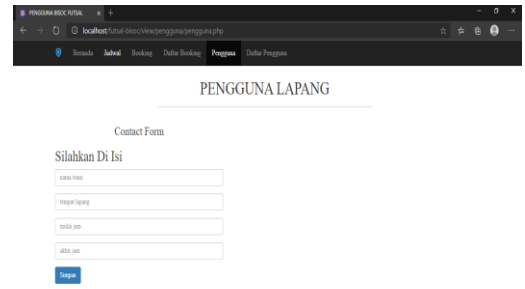 PENGGUNA BISOC FUTSAL
localhost/futsal-bisoc/view/pengguna/pengguna.php
Beranda Jadwal Booking Daftar Booking Pengguna Daftar Pengguna
PENGGUNA LAPANG
Contact Form
Silahkan Di Isi
nama team
tempat lapang
mulai jam
akhir jam
Simpan